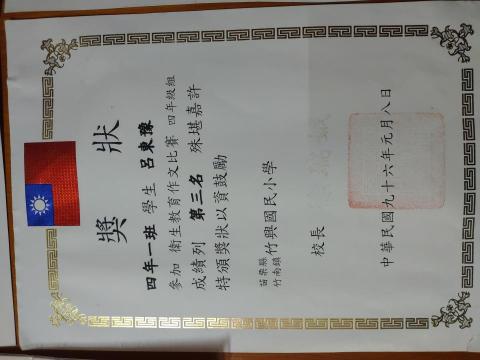 獎狀
四年一班 學生 呂東豫
參加 衛生教育作文比賽 四年級組
成績列 第三名 殊堪嘉許
特頒獎狀以資鼓勵
苗栗縣
竹南鎮
竹興國民小學
校長
中華民國九十六年元月八日